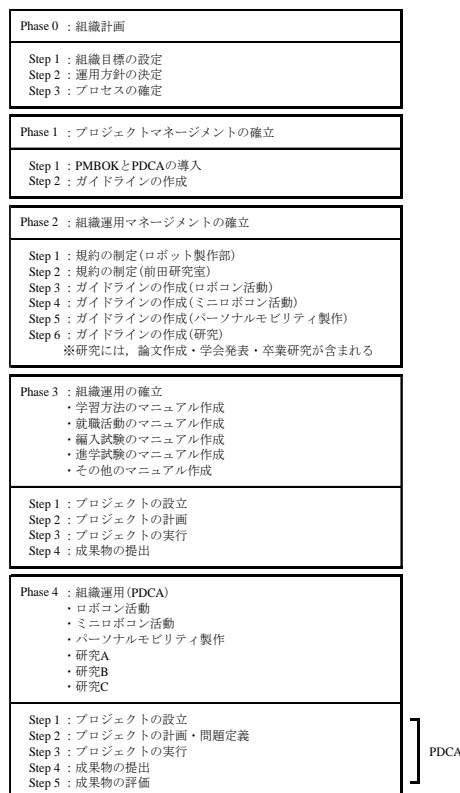 Phase 0 ：組織計画
Step 1 ：組織目標の設定
Step 2 ：運用方針の決定
Step 3 ：プロセスの確定
Phase 1 ：プロジェクトマネージメントの確立
Step 1 ：PMBOKとPDCAの導入
Step 2 ：ガイドラインの作成
Phase 2 ：組織運用マネージメントの確立
Step 1 ：規約の制定(ロボット製作部)
Step 2 ：規約の制定(前田研究室)
Step 3 ：ガイドラインの作成(ロボコン活動)
Step 4 ：ガイドラインの作成(ミニロボコン活動)
Step 5 ：ガイドラインの作成(パーソナルモビリティ製作)
Step 6 ：ガイドラインの作成(研究)
※研究には，論文作成・学会発表・卒業研究が含まれる
Phase 3 ：組織運用の確立
・学習方法のマニュアル作成
・就職活動のマニュアル作成
・編入試験のマニュアル作成
・進学試験のマニュアル作成
・その他のマニュアル作成
Step 1 ：プロジェクトの設立
Step 2 ：プロジェクトの計画
Step 3 ：プロジェクトの実行
Step 4 ：成果物の提出
Phase 4 ：組織運用(PDCA)
・ロボコン活動
・ミニロボコン活動
・パーソナルモビリティ製作
・研究A
・研究B
・研究C
Step 1 ：プロジェクトの設立
Step 2 ：プロジェクトの計画・問題定義
Step 3 ：プロジェクトの実行
Step 4 ：成果物の提出
Step 5 ：成果物の評価
PDCA